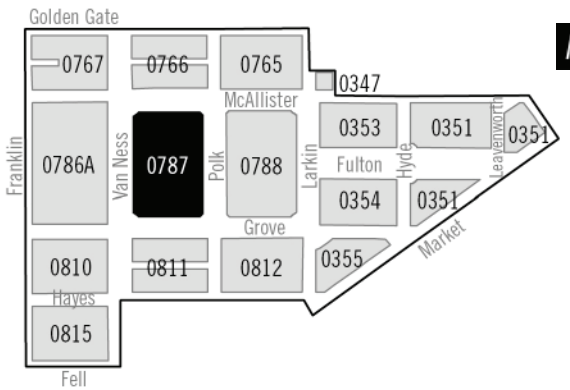 Golden Gate
0767
0766
0765
0347
McAllister
Franklin
0786A
Van Ness
0787
Polk
0788
Larkin
0353
Fulton
0354
Hyde
0351
Leavenworth
0351
0351
Grove
Market
0810
0811
0812
0355
Hayes
0815
Fell